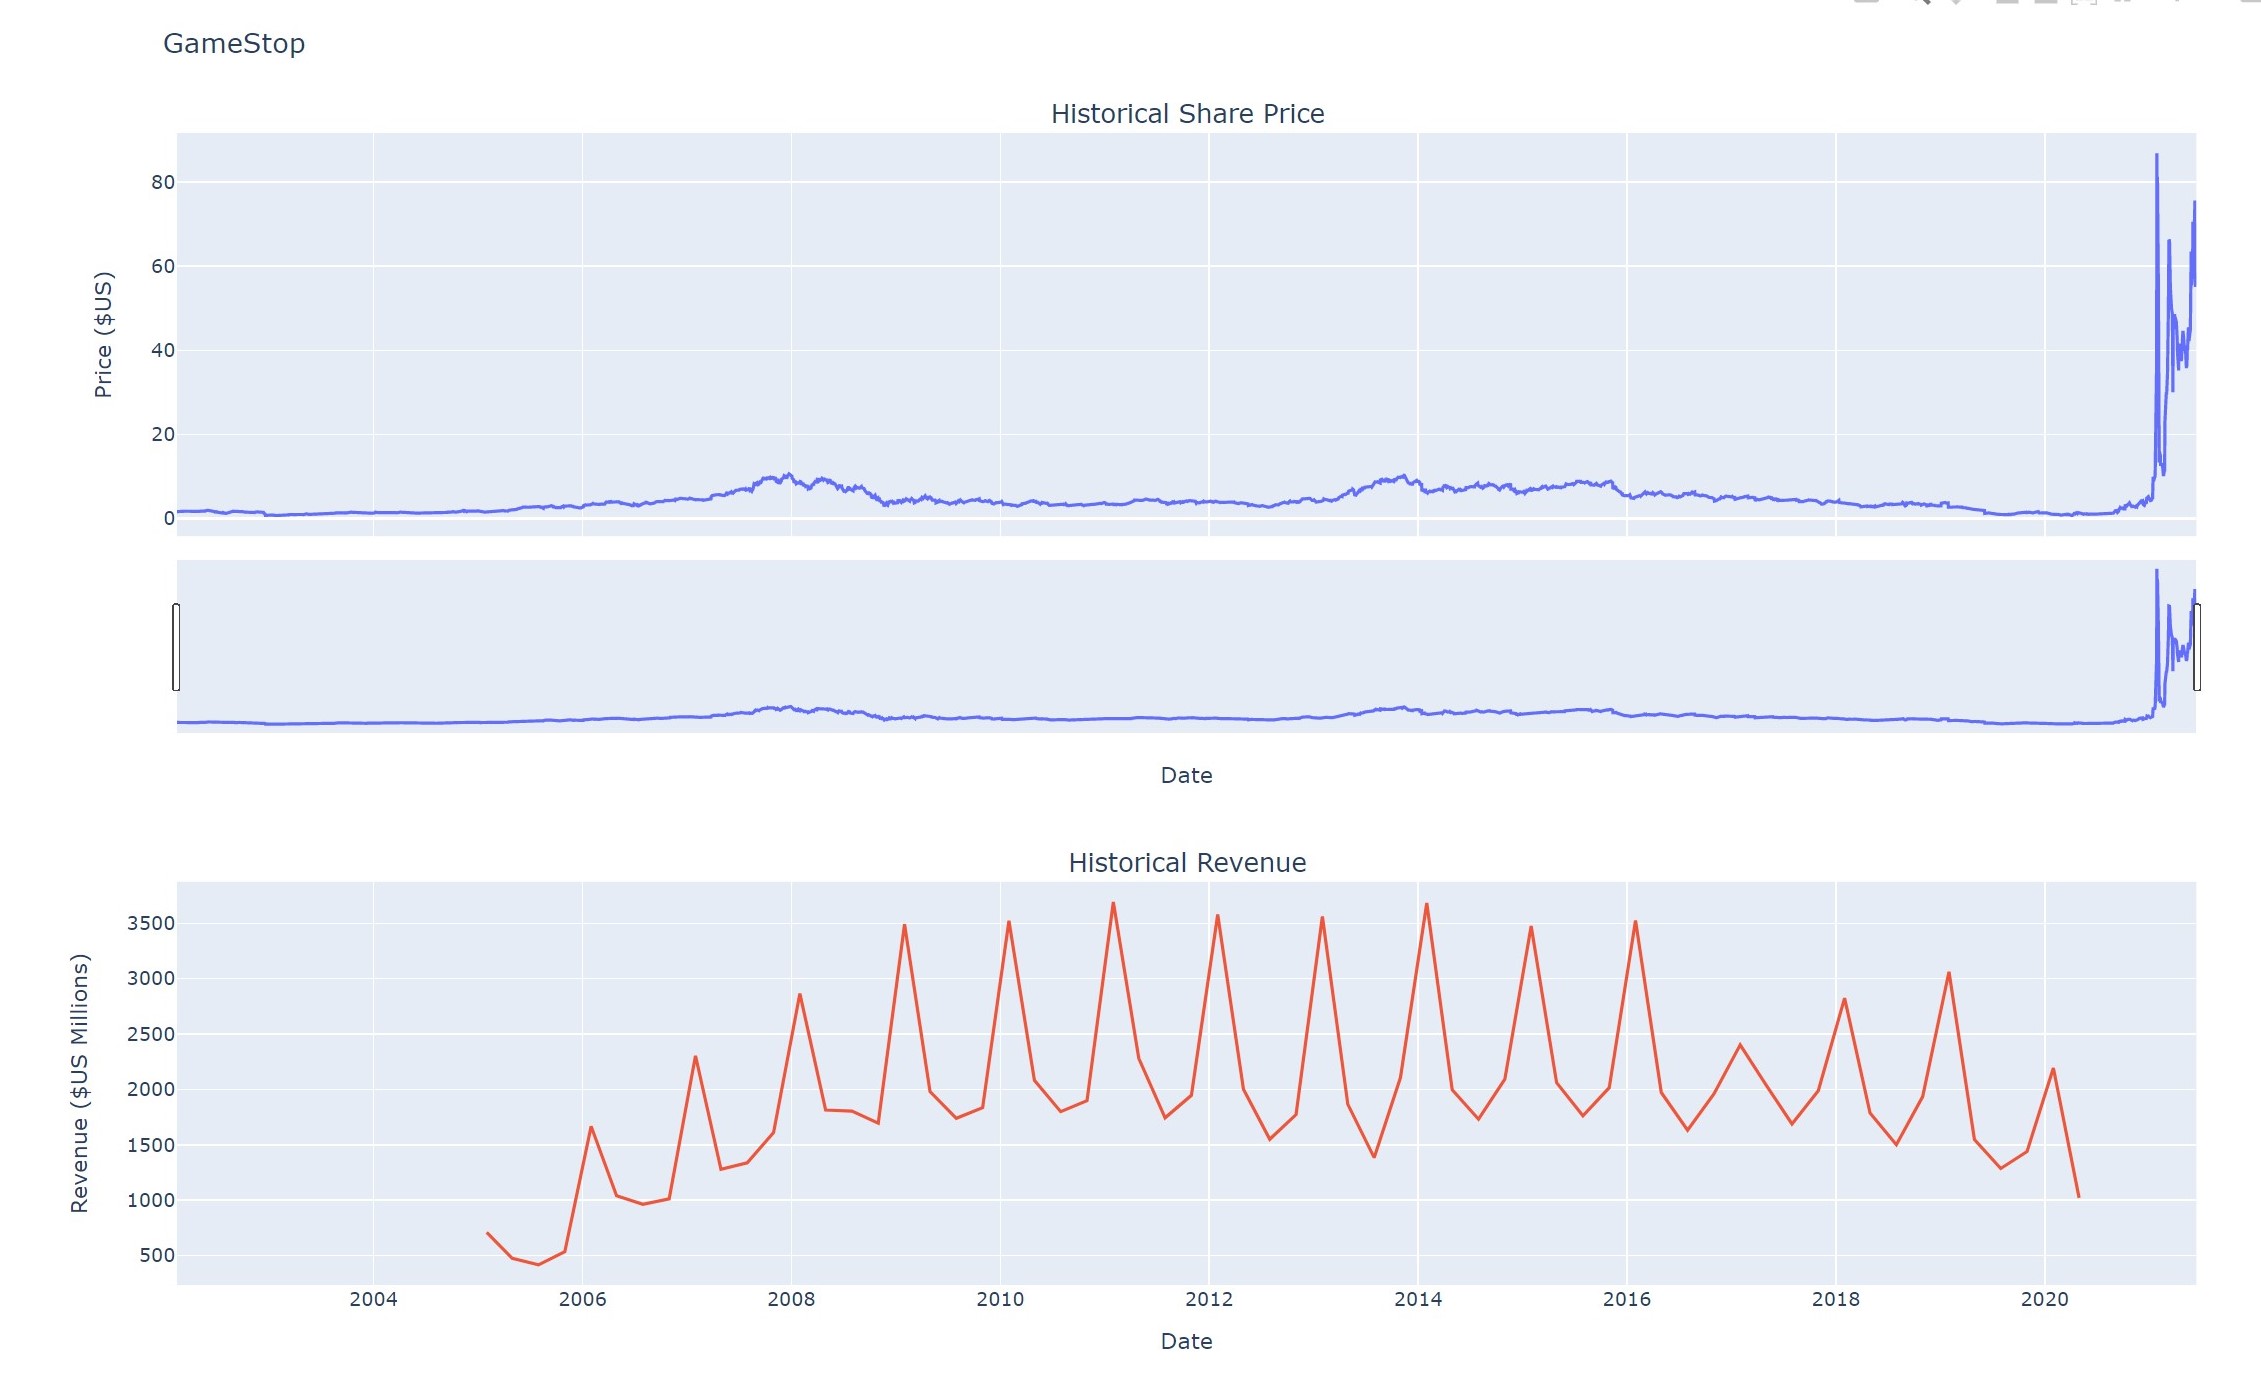 GameStop
Historical Share Price
Price ($US)
80
60
40
20
0
Date
Historical Revenue
Revenue ($US Millions)
3500
3000
2500
2000
1500
1000
500
2004 2006 2008 2010 2012 2014 2016 2018 2020
Date